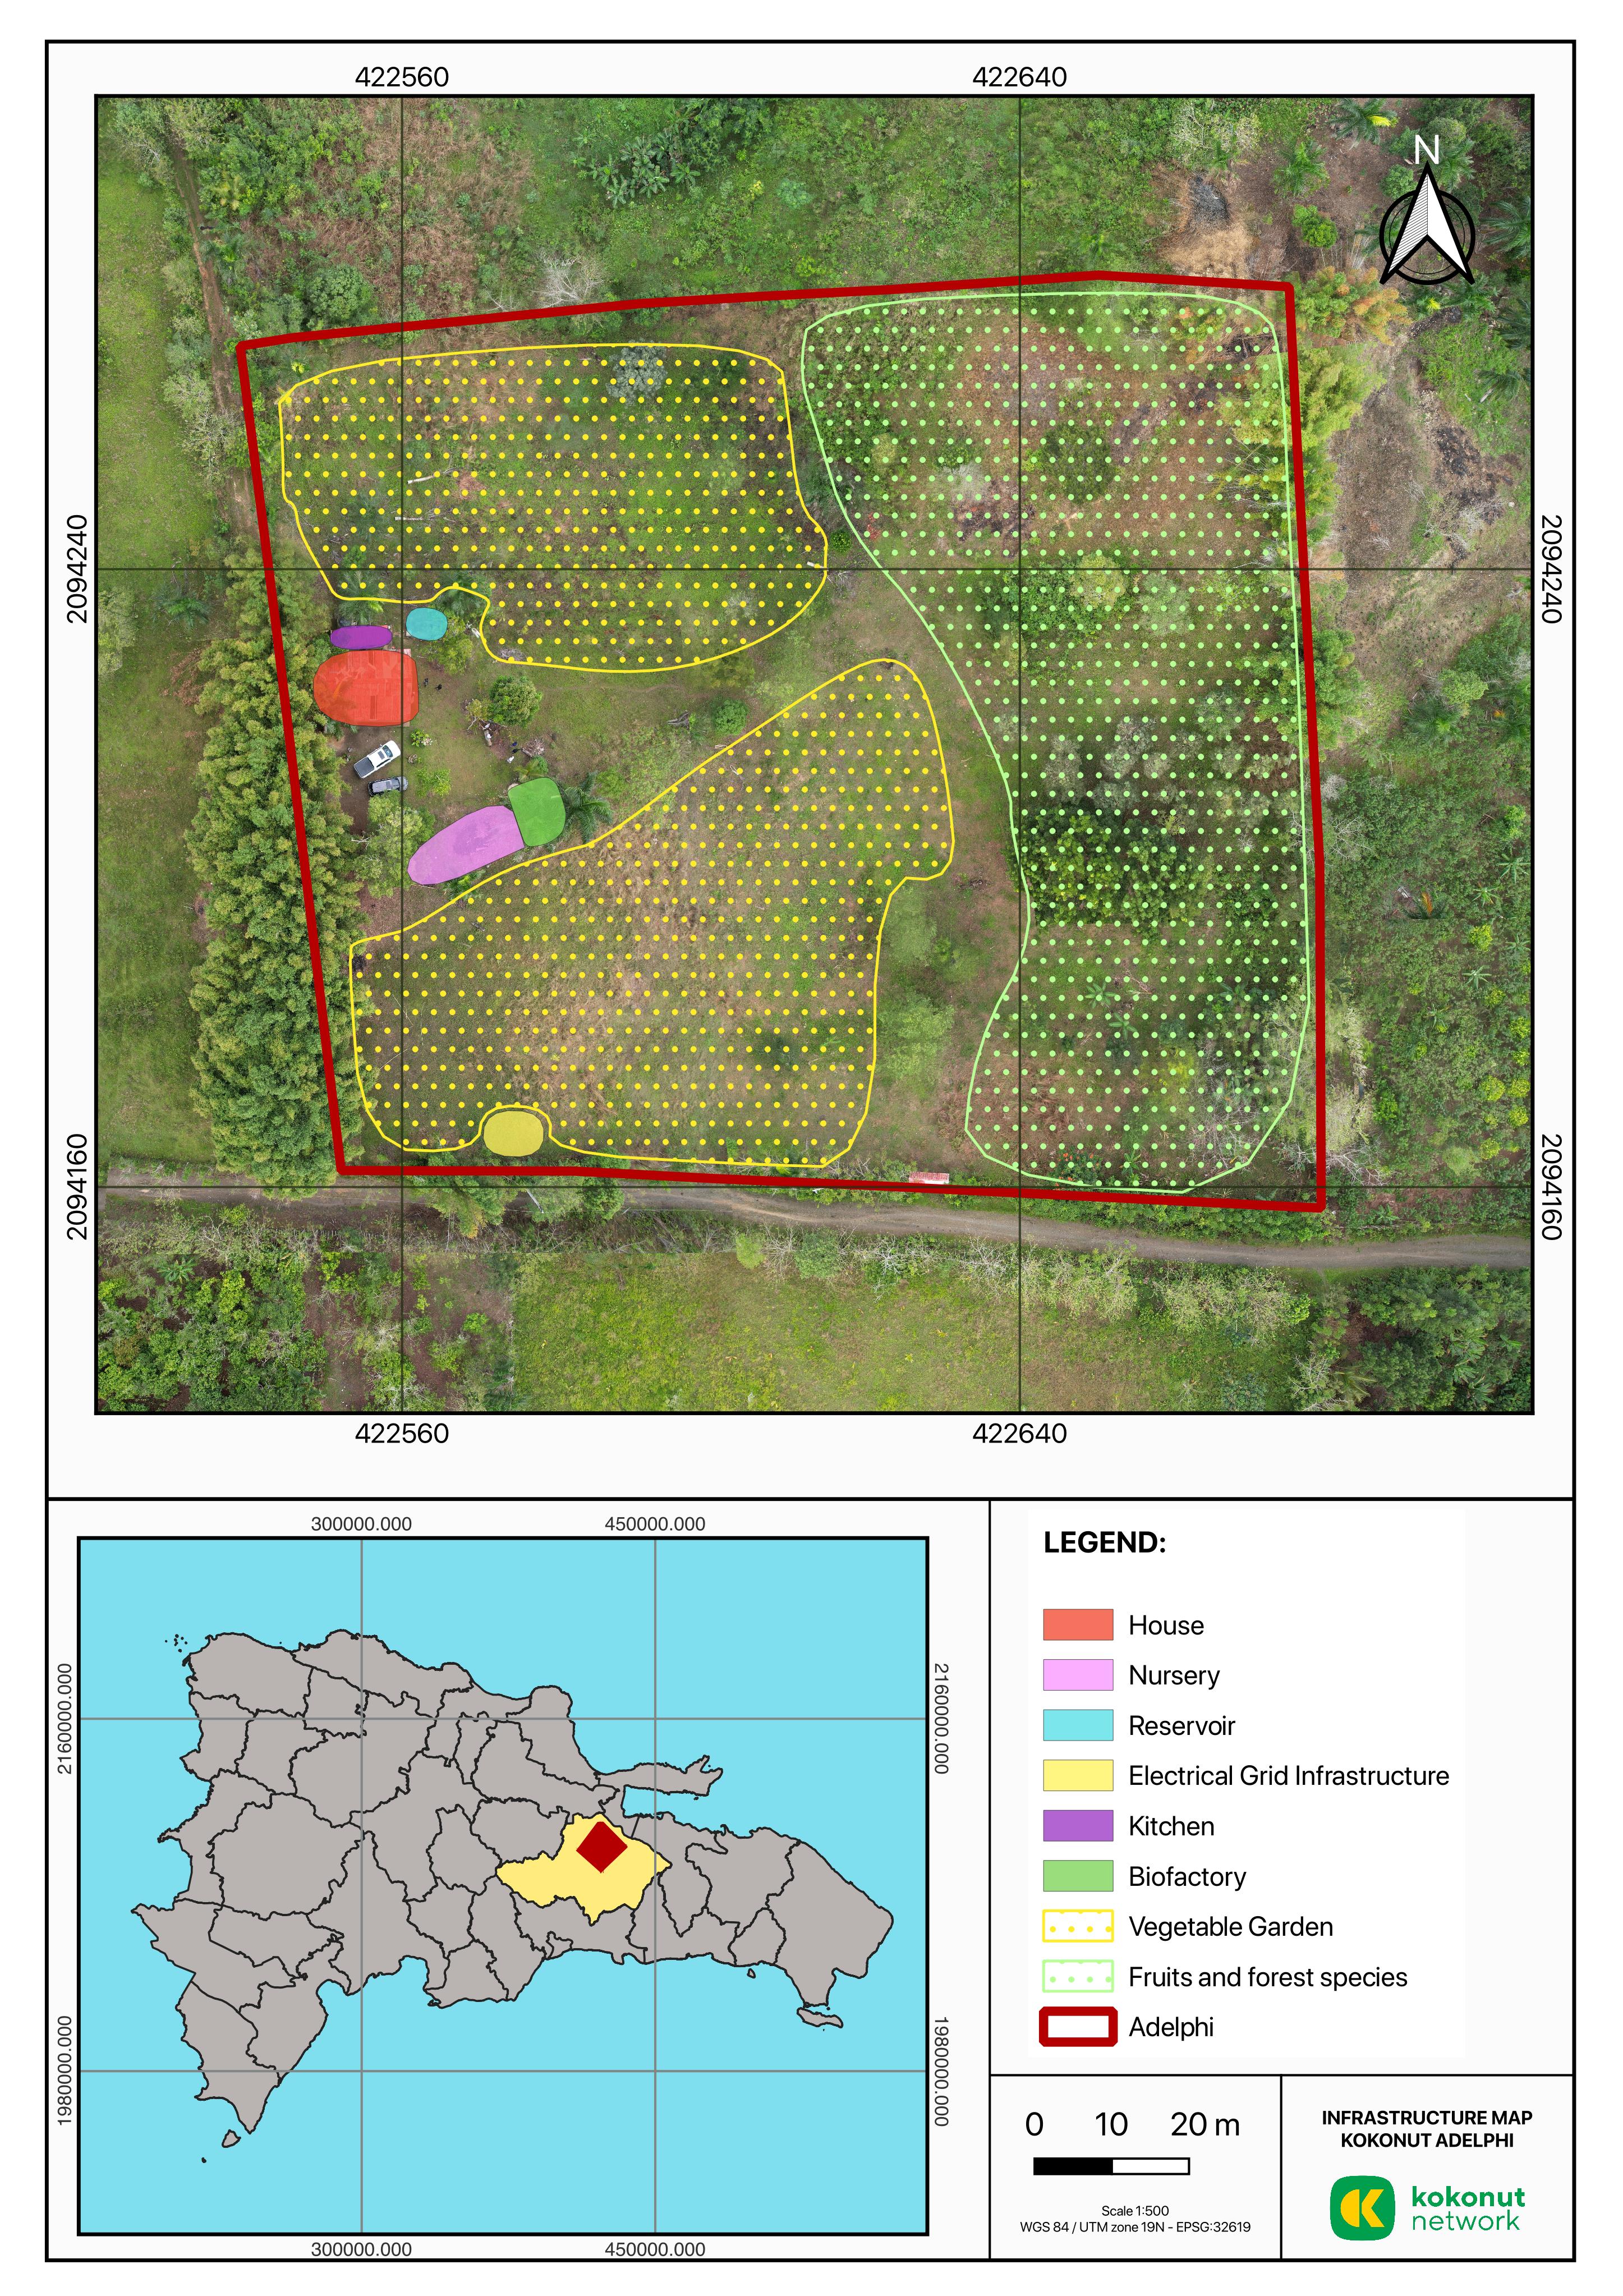 422560
422640
N
2094240
2094240
2094160
2094160
422560
422640
300000.000
450000.000
2160000.000
2160000.000
1980000.000
1980000.000
300000.000
450000.000
LEGEND:
House
Nursery
Reservoir
Electrical Grid Infrastructure
Kitchen
Biofactory
Vegetable Garden
Fruits and forest species
Adelphi
0 10 20 m
Scale 1:500
WGS 84 / UTM zone 19N - EPSG:32619
INFRASTRUCTURE MAP
KOKONUT ADELPHI
kokonut
network